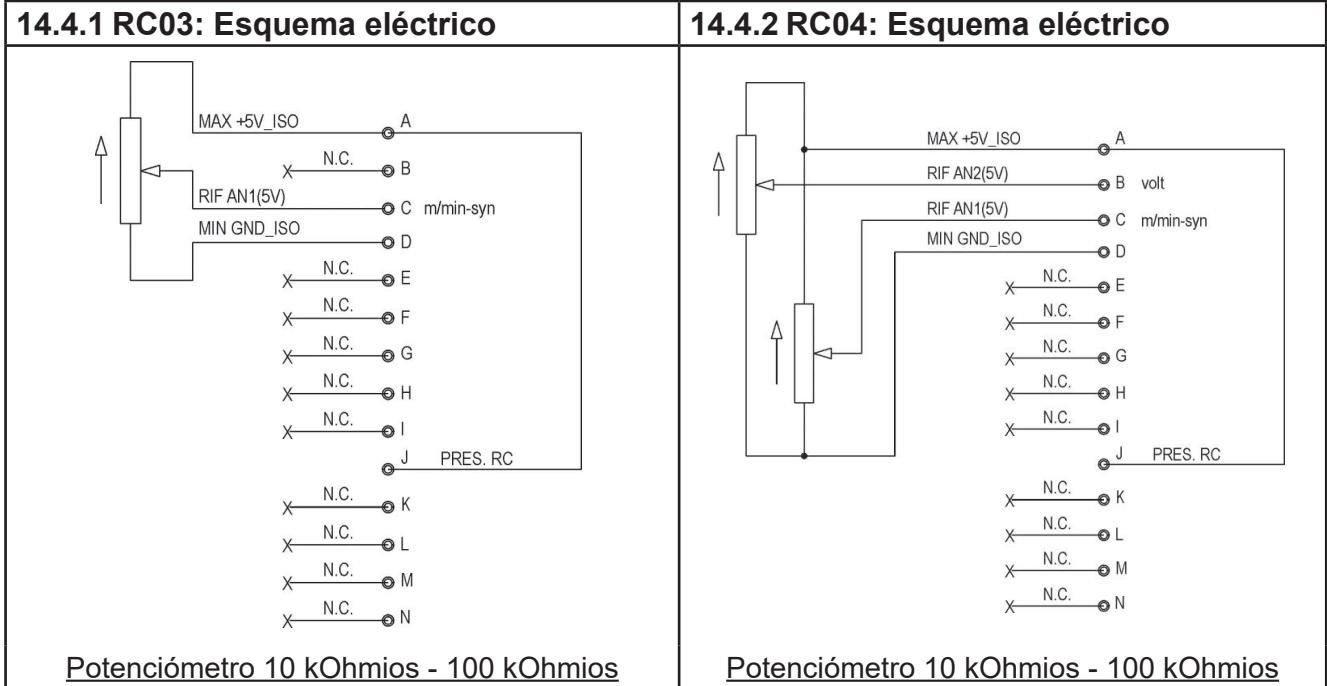 14.4.1 RC03: Esquema eléctrico
MAX +5V_ISO
A
N.C.
B
RIF AN1(5V)
C m/min-syn
MIN GND_ISO
D
N.C.
E
N.C.
F
N.C.
G
N.C.
H
N.C.
I
J PRES. RC
N.C.
K
N.C.
L
N.C.
M
N.C.
N
Potenciómetro 10 kOhmios - 100 kOhmios
14.4.2 RC04: Esquema eléctrico
MAX +5V_ISO
A
RIF AN2(5V)
B volt
RIF AN1(5V)
C m/min-syn
MIN GND_ISO
D
N.C.
E
N.C.
F
N.C.
G
N.C.
H
N.C.
I
J PRES. RC
N.C.
K
N.C.
L
N.C.
M
N.C.
N
Potenciómetro 10 kOhmios - 100 kOhmios